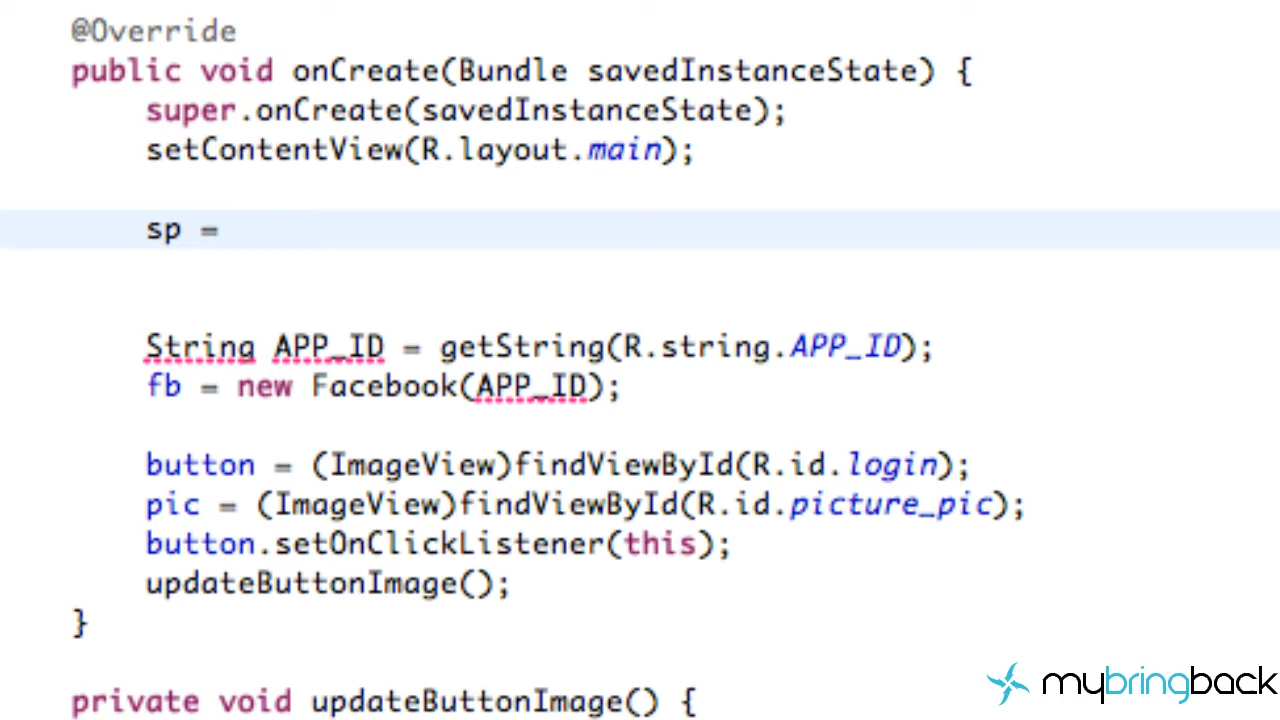 @Override
public void onCreate(Bundle savedInstanceState) {
super.onCreate(savedInstanceState);
setContentView(R.layout.main);
sp =
String APP_ID = getString(R.string.APP_ID);
fb = new Facebook(APP_ID);
button = (ImageView)findViewById(R.id.login);
pic = (ImageView)findViewById(R.id.picture_pic);
button.setOnClickListener(this);
updateButtonImage();
}
private void updateButtonImage() {
mybringback